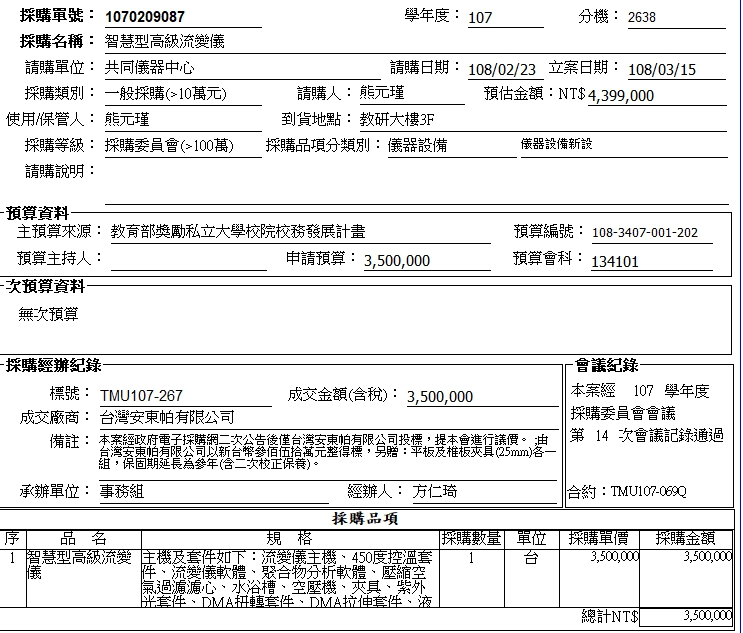 採購單號： 1070209087 學年度： 107 分機： 2638
採購名稱： 智慧型高級流變儀
請購單位： 共同儀器中心 請購日期： 108/02/23 立案日期： 108/03/15
採購類別： 一般採購(>10萬元) 請購人： 熊元瑾 預估金額：NT$ 4,399,000
使用/保管人： 熊元瑾 到貨地點： 教研大樓3F
採購等級： 採購委員會(>100萬) 採購品項分類別： 儀器設備 儀器設備新設
請購說明：
預算資料
主預算來源： 教育部獎勵私立大學校院校務發展計畫 預算編號： 108-3407-001-202
預算主持人： 申請預算： 3,500,000 預算會科： 134101
次預算資料
無次預算
採購經辦紀錄
標號： TMU107-267 成交金額(含稅)： 3,500,000
成交廠商： 台灣安東帕有限公司
備註： 本案經政府電子採購網二次公告後僅台灣安東帕有限公司投標，提本會進行議價。 ;由
台灣安東帕有限公司以新台幣參佰伍拾萬元整得標，另贈：平板及椎板夾具(25mm)各一
組，保固期延長為參年(含二次校正保養)。
承辦單位： 事務組 經辦人： 方仁琦
會議紀錄
本案經 107 學年度
採購委員會會議
第 14 次會議記錄通過
合約：TMU107-069Q
採購品項
序 品 名 規 格 採購數量 單位 採購單價 採購金額
1 智慧型高級流變 主機及套件如下：流變儀主機、450度控溫套 1 台 3,500,000 3,500,000
儀 件、流變儀軟體、聚合物分析軟體、壓縮空
氣過濾濾心、水浴槽、空壓機、夾具、紫外
光套件、DMA扭轉套件、DMA拉伸套件、液
總計NT$ 3,500,000